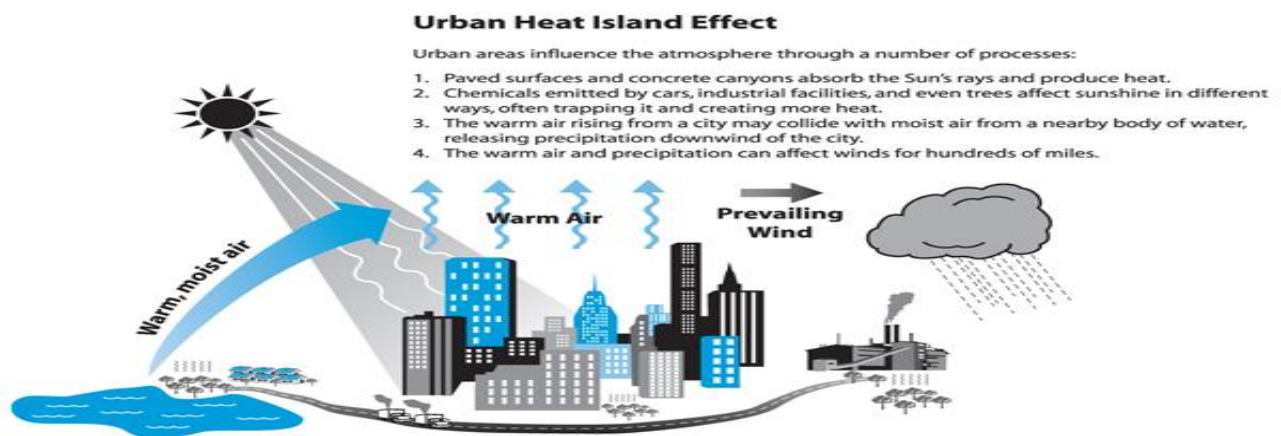 Urban Heat Island Effect
Urban areas influence the atmosphere through a number of processes:
1. Paved surfaces and concrete canyons absorb the Sun's rays and produce heat.
2. Chemicals emitted by cars, industrial facilities, and even trees affect sunshine in different
ways, often trapping it and creating more heat.
3. The warm air rising from a city may collide with moist air from a nearby body of water,
releasing precipitation downwind of the city.
4. The warm air and precipitation can affect winds for hundreds of miles.
Warm Air
Prevailing
Wind
Warm, moist air